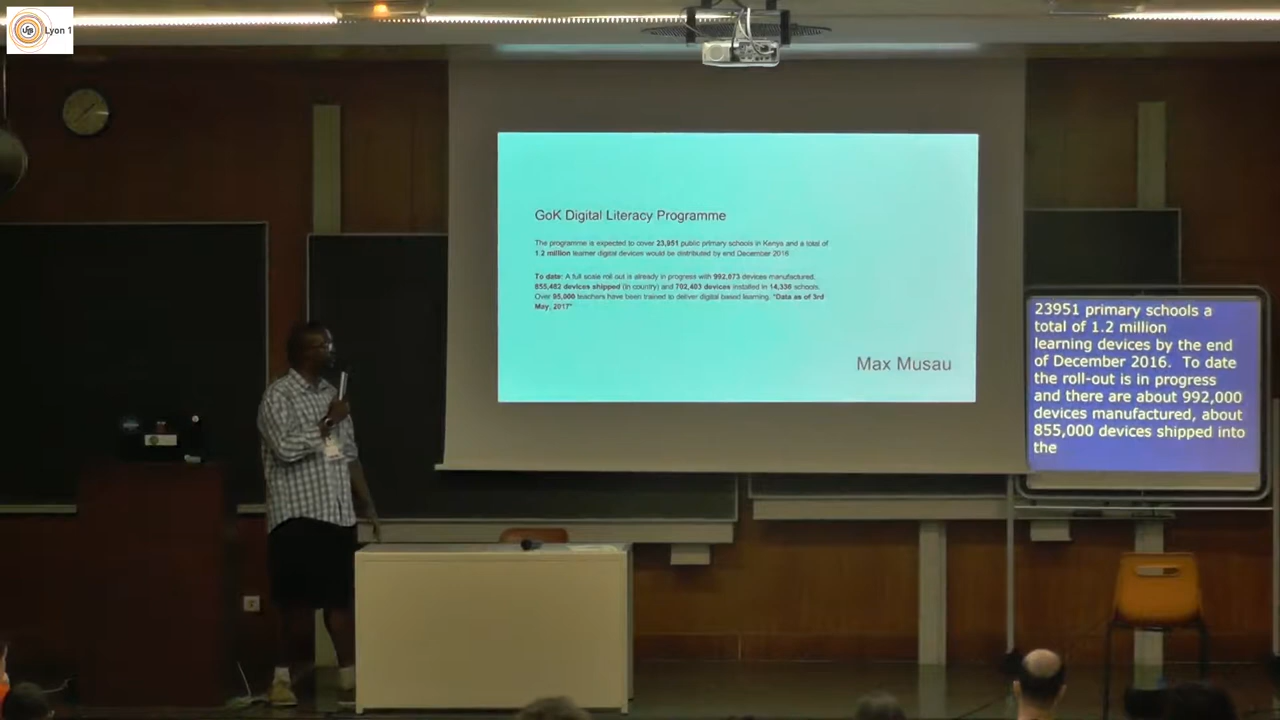 Lyon 1
GoK Digital Literacy Programme
The programme is expected to cover 23,951 public primary schools in Kenya and a total of
1.2 million learner digital devices would be distributed by end December 2016.
To date: A full scale roll out is already in progress with 992,873 devices manufactured,
855,482 devices shipped (in country) and 702,403 devices installed in 14,336 schools.
Over 95,000 teachers have been trained to deliver digital based learning. "Data as of 3rd
May, 2017"
Max Musau
23951 primary schools a
total of 1.2 million
learning devices by the end
of December 2016. To date
the roll-out is in progress
and there are about 992,000
devices manufactured, about
855,000 devices shipped into
the